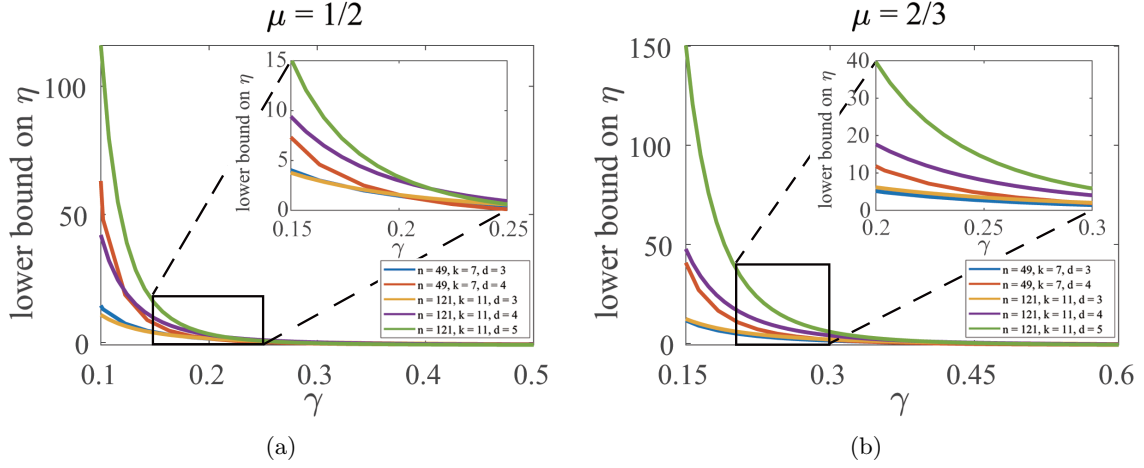 μ = 1/2
lower bound on η
100
50
0
0.1
0.2
0.3
0.4
0.5
γ
lower bound on η
15
10
5
0
0.15
0.2
0.25
γ
n = 49, k = 7, d = 3
n = 49, k = 7, d = 4
n = 121, k = 11, d = 3
n = 121, k = 11, d = 4
n = 121, k = 11, d = 5
(a)
μ = 2/3
lower bound on η
150
100
50
0
0.15
0.3
0.45
0.6
γ
lower bound on η
40
30
20
10
0
0.2
0.25
0.3
γ
n = 49, k = 7, d = 3
n = 49, k = 7, d = 4
n = 121, k = 11, d = 3
n = 121, k = 11, d = 4
n = 121, k = 11, d = 5
(b)